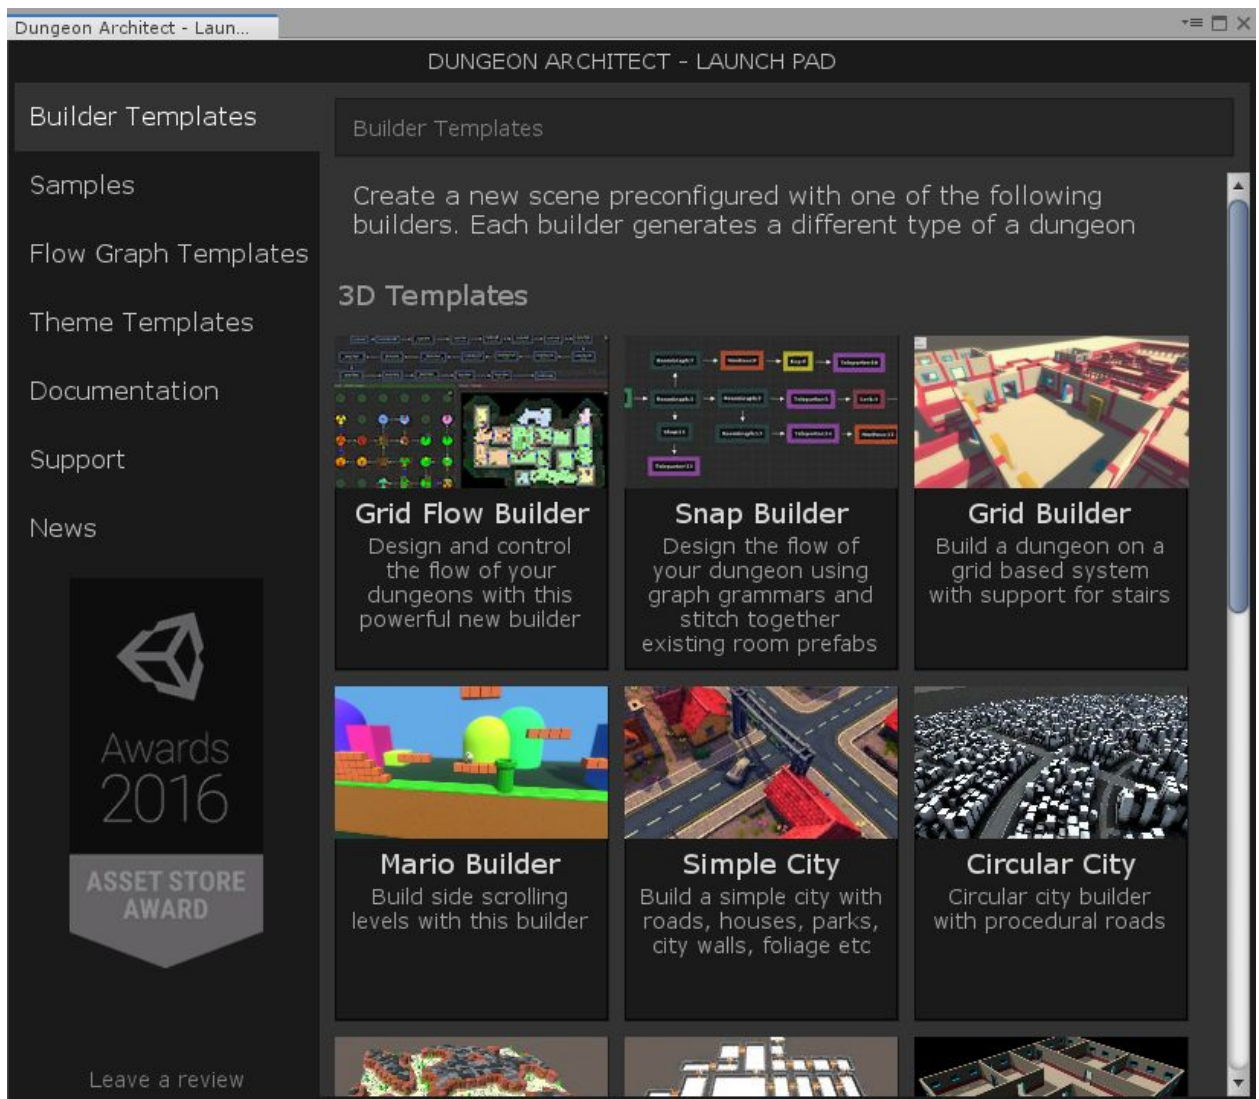 Dungeon Architect - Laun...
DUNGEON ARCHITECT - LAUNCH PAD
Builder Templates
Samples
Flow Graph Templates
Theme Templates
Documentation
Support
News
Awards
2016
ASSET STORE
AWARD
Leave a review
Builder Templates
Create a new scene preconfigured with one of the following
builders. Each builder generates a different type of a dungeon
3D Templates
Grid Flow Builder
Design and control
the flow of your
dungeons with this
powerful new builder
Snap Builder
Design the flow of
your dungeon using
graph grammars and
stitch together
existing room prefabs
Grid Builder
Build a dungeon on a
grid based system
with support for stairs
Mario Builder
Build side scrolling
levels with this builder
Simple City
Build a simple city with
roads, houses, parks,
city walls, foliage etc
Circular City
Circular city builder
with procedural roads